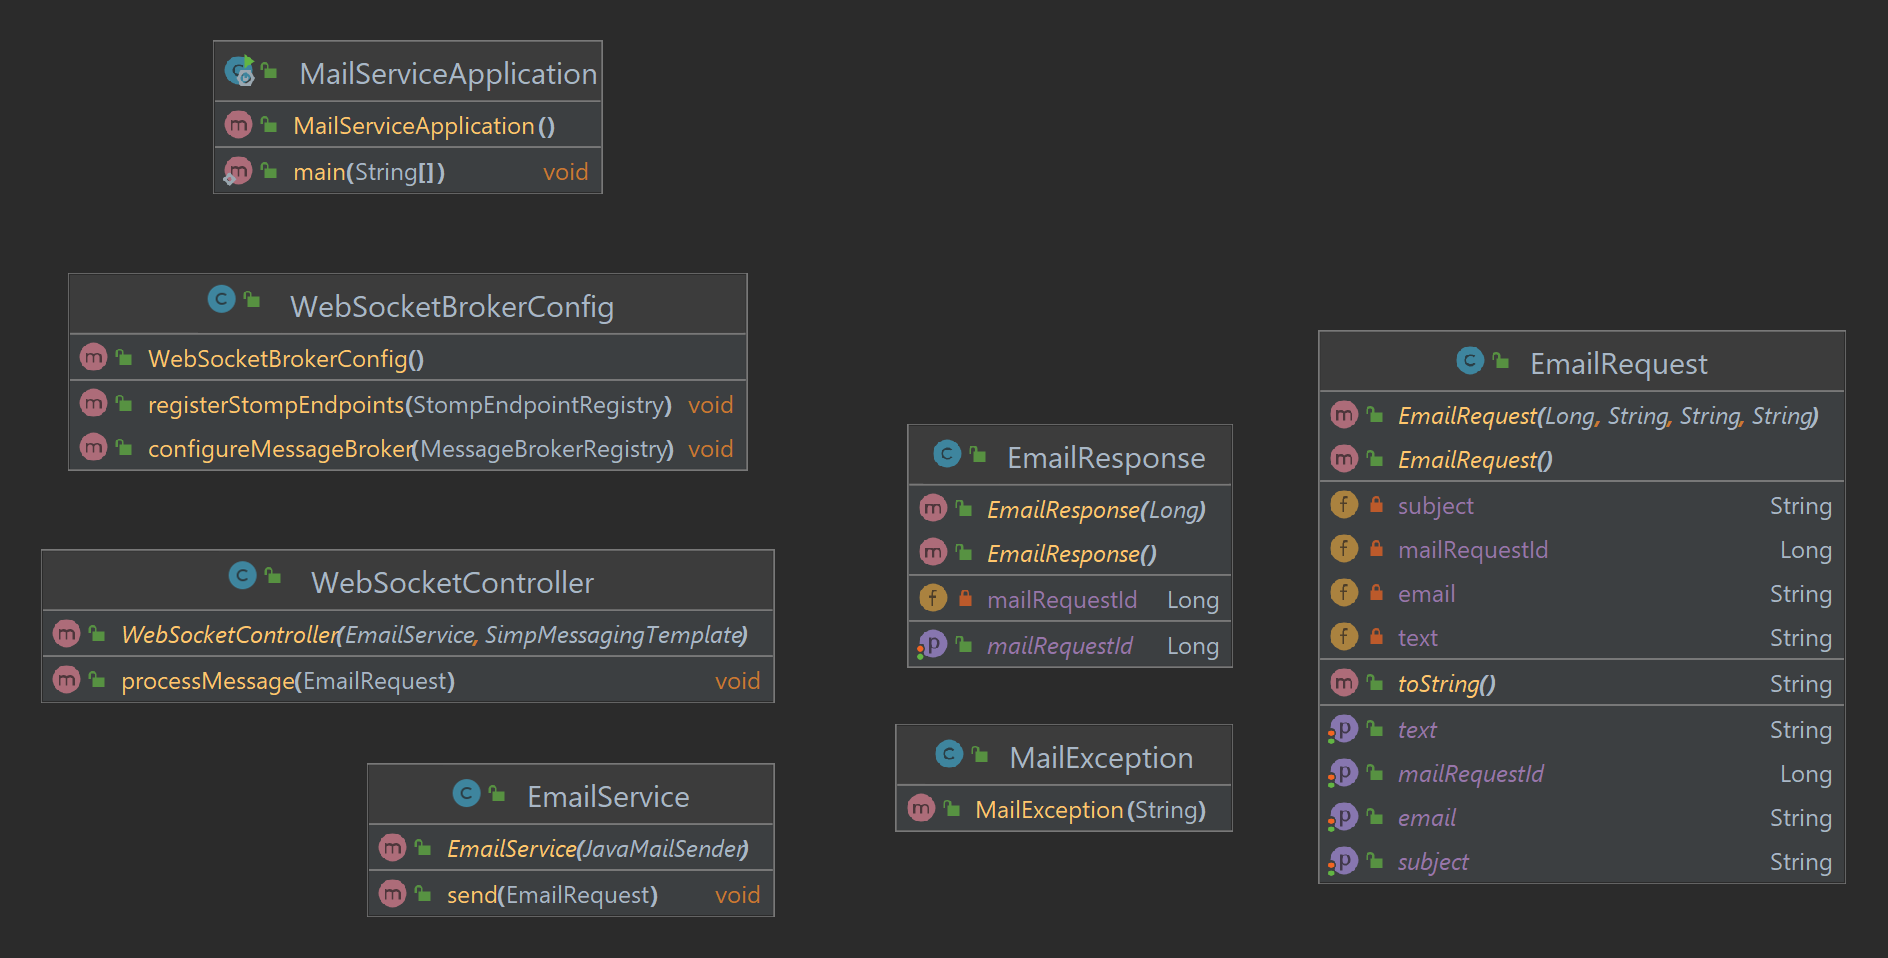 MailServiceApplication
MailServiceApplication()
main(String[]) void
WebSocketBrokerConfig
WebSocketBrokerConfig()
registerStompEndpoints(StompEndpointRegistry) void
configureMessageBroker(MessageBrokerRegistry) void
WebSocketController
WebSocketController(EmailService, SimpMessagingTemplate)
processMessage(EmailRequest) void
EmailService
EmailService(JavaMailSender)
send(EmailRequest) void
EmailResponse
EmailResponse(Long)
EmailResponse()
mailRequestId Long
mailRequestId Long
MailException
MailException(String)
EmailRequest
EmailRequest(Long, String, String, String)
EmailRequest()
subject String
mailRequestId Long
email String
text String
toString() String
text String
mailRequestId Long
email String
subject String